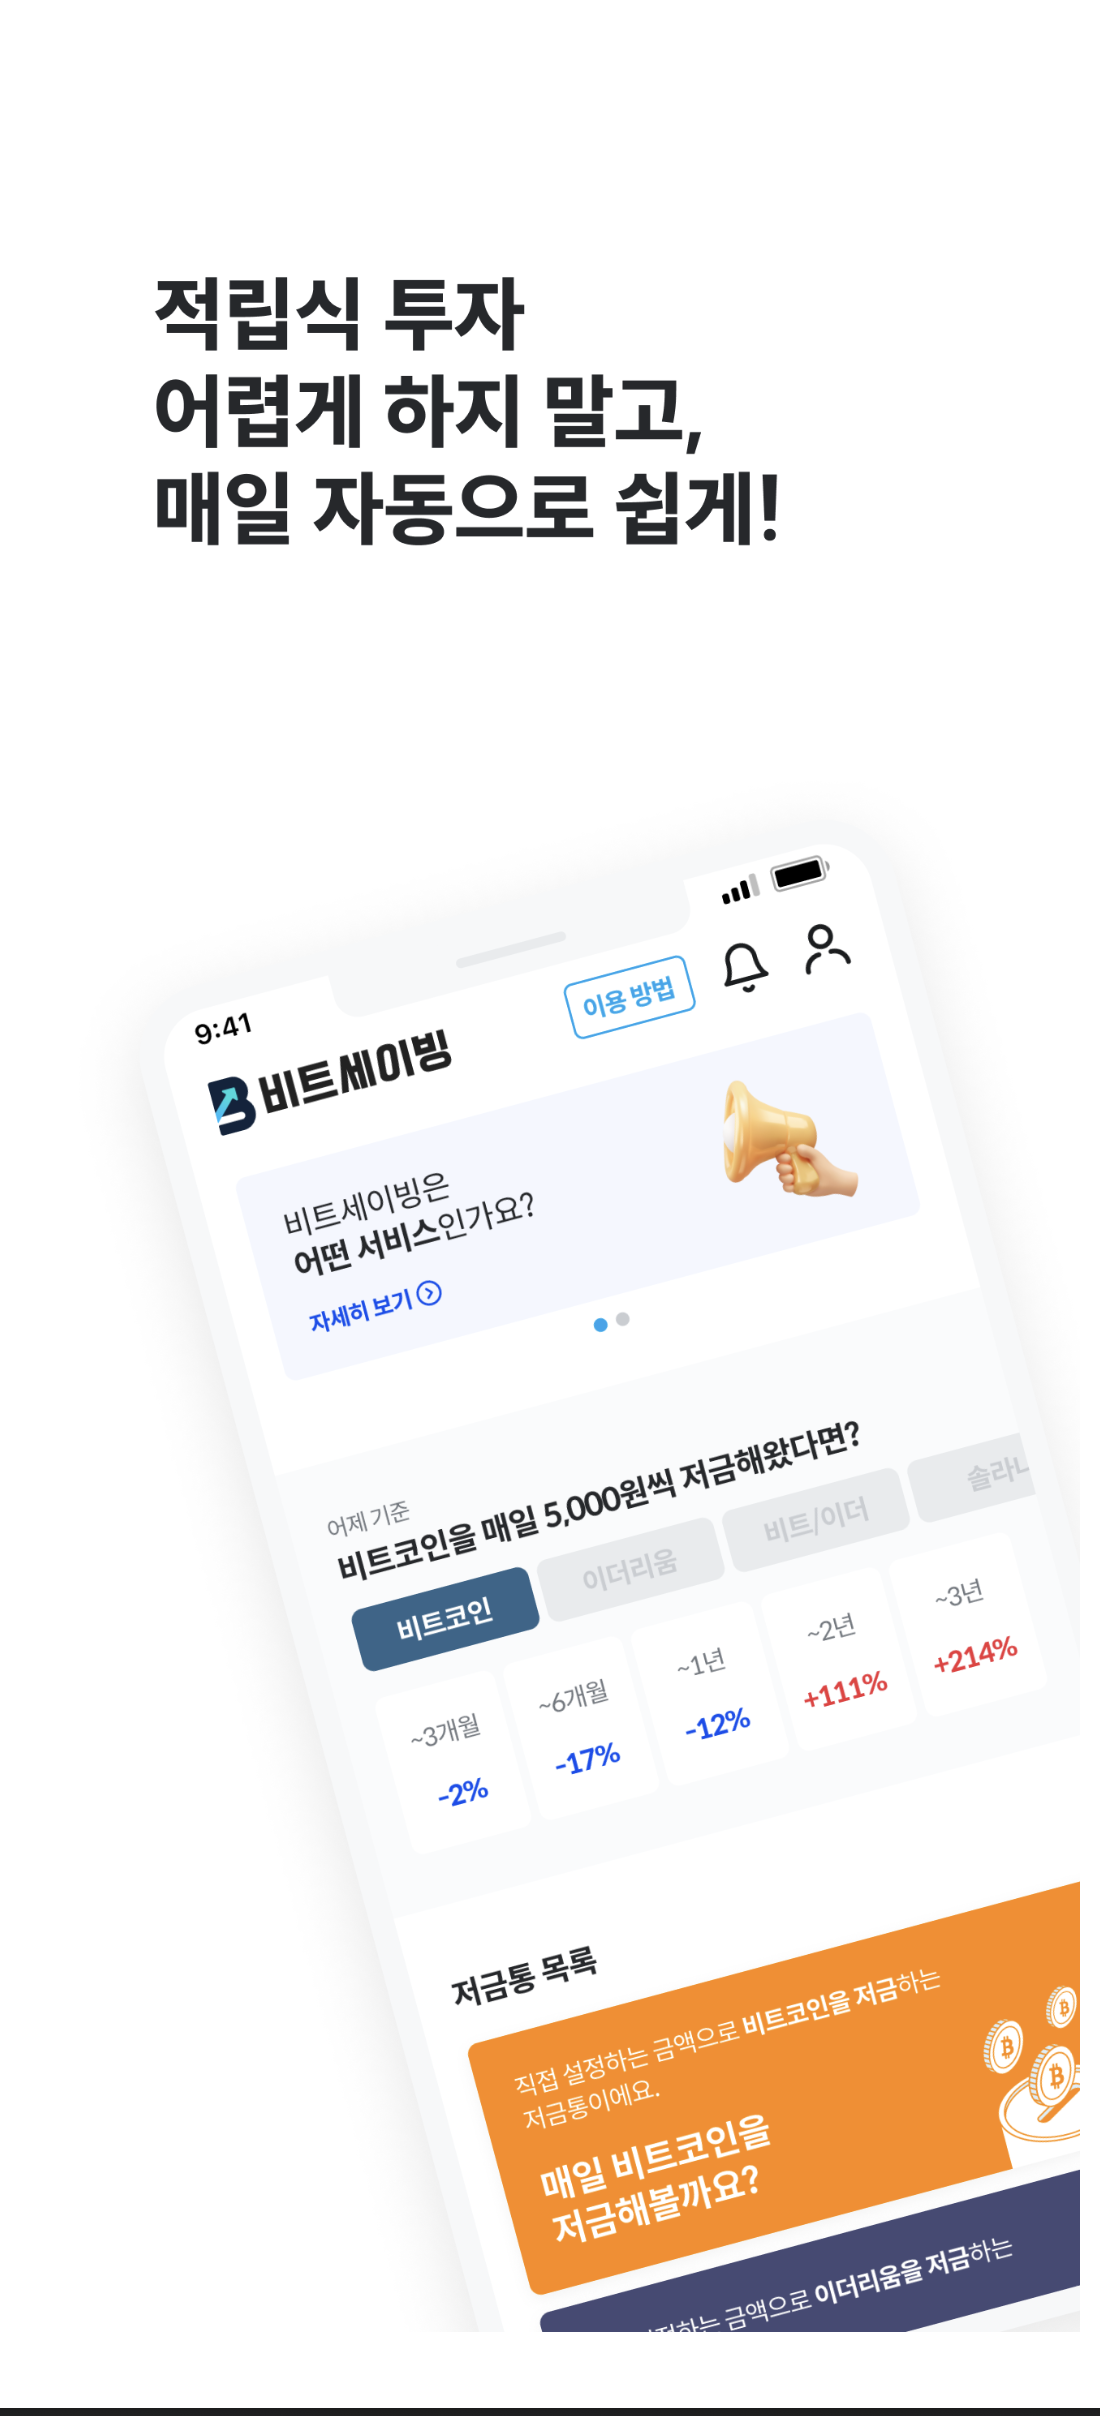 적립식 투자
어렵게 하지 말고,
매일 자동으로 쉽게!
9:41
비트세이빙
이용 방법
비트세이빙은
어떤 서비스인가요?
자세히 보기
어제 기준
비트코인을 매일 5,000원씩 저금해왔다면?
비트코인
이더리움
비트/이더
~3개월
~6개월
~1년
~2년
~3년
-2%
-17%
-12%
+111%
+214%
저금통 목록
직접 설정하는 금액으로 비트코인을 저금하는
저금통이에요.
매일 비트코인을
저금해볼까요?
금액으로 이더리움을 저금하는